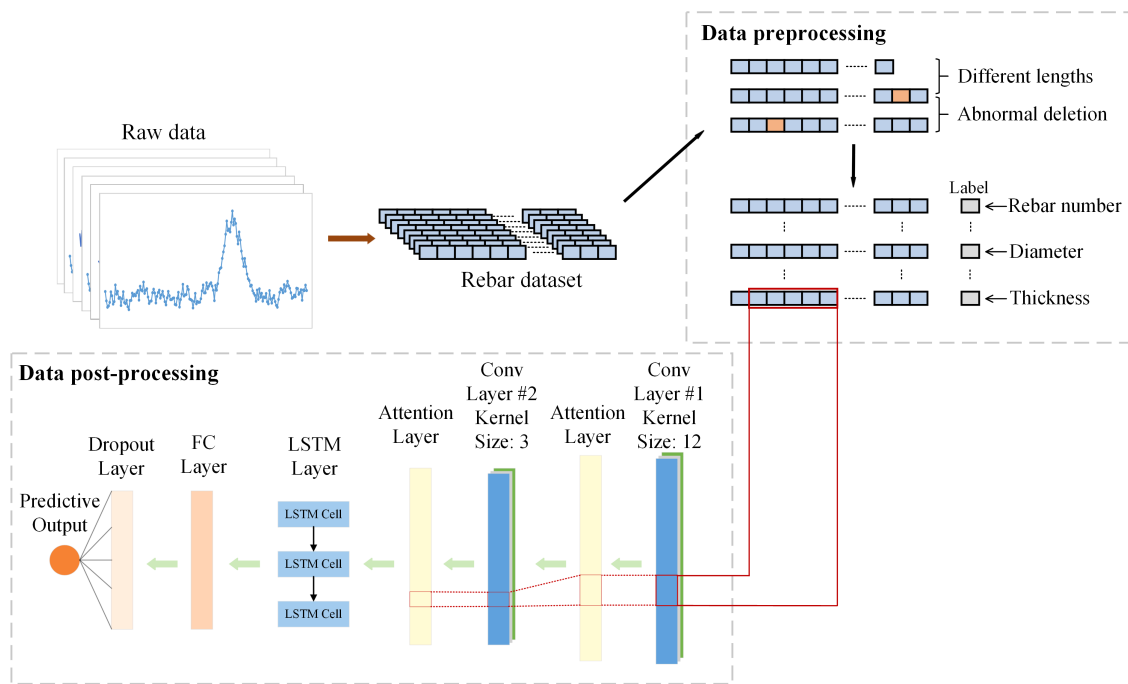 Data preprocessing
Different lengths
Abnormal deletion
Raw data
Rebar dataset
Label
Rebar number
Diameter
Thickness
Data post-processing
Predictive
Output
Dropout
Layer
FC
Layer
LSTM
Layer
LSTM Cell
LSTM Cell
LSTM Cell
Attention
Layer
Conv
Layer #2
Kernel
Size: 3
Attention
Layer
Conv
Layer #1
Kernel
Size: 12